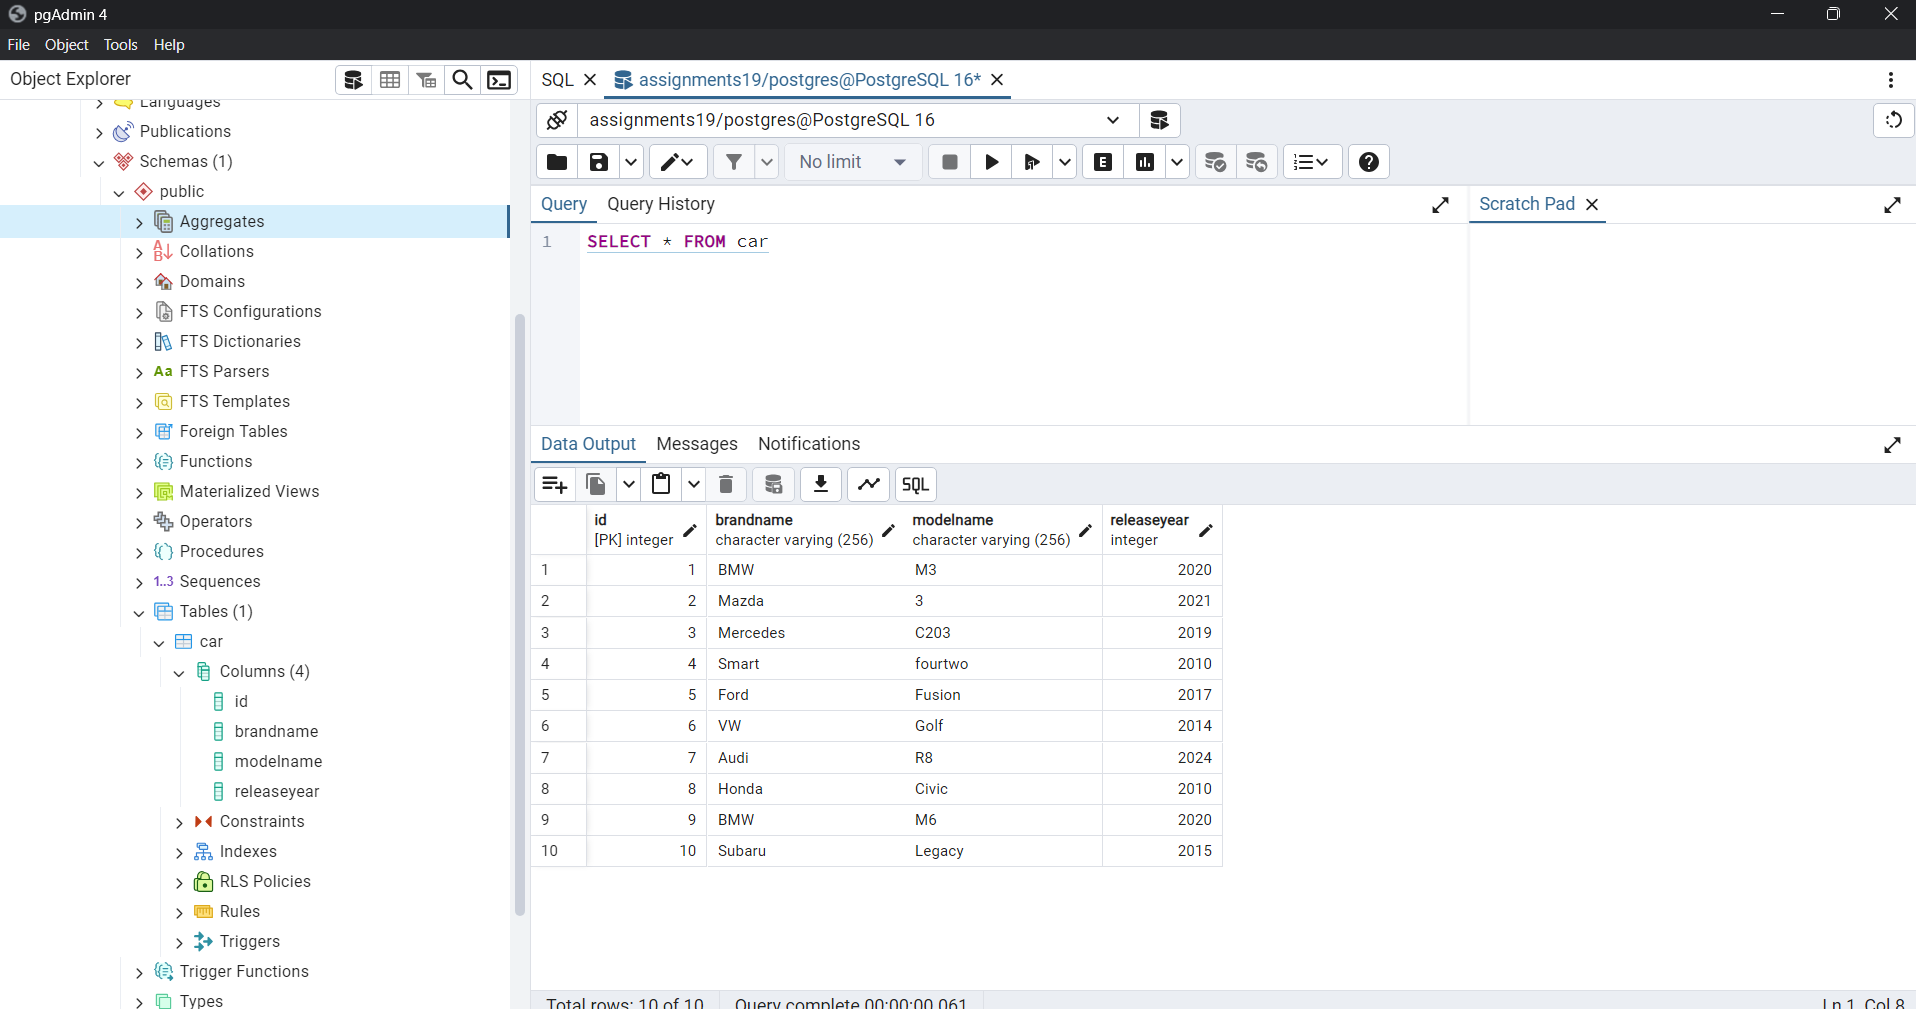 pgAdmin 4
File Object Tools Help
Object Explorer
SQL
assignments19/postgres@PostgreSQL 16*
Languages
Publications
Schemas (1)
public
Aggregates
Collations
Domains
FTS Configurations
FTS Dictionaries
Aa FTS Parsers
FTS Templates
Foreign Tables
Functions
Materialized Views
Operators
Procedures
1..3 Sequences
Tables (1)
car
Columns (4)
id
brandname
modelname
releaseyear
Constraints
Indexes
RLS Policies
Rules
Triggers
Trigger Functions
Types
assignments19/postgres@PostgreSQL 16
No limit
E
Query Query History
Scratch Pad
1 SELECT * FROM car
Data Output Messages Notifications
SQL
id brandname modelname releaseyear
[PK] integer character varying (256) character varying (256) integer
1 1 BMW M3 2020
2 2 Mazda 3 2021
3 3 Mercedes C203 2019
4 4 Smart fourtwo 2010
5 5 Ford Fusion 2017
6 6 VW Golf 2014
7 7 Audi R8 2024
8 8 Honda Civic 2010
9 9 BMW M6 2020
10 10 Subaru Legacy 2015
Total rows: 10 of 10 Query complete 00:00:00.061 Ln 1, Col 8